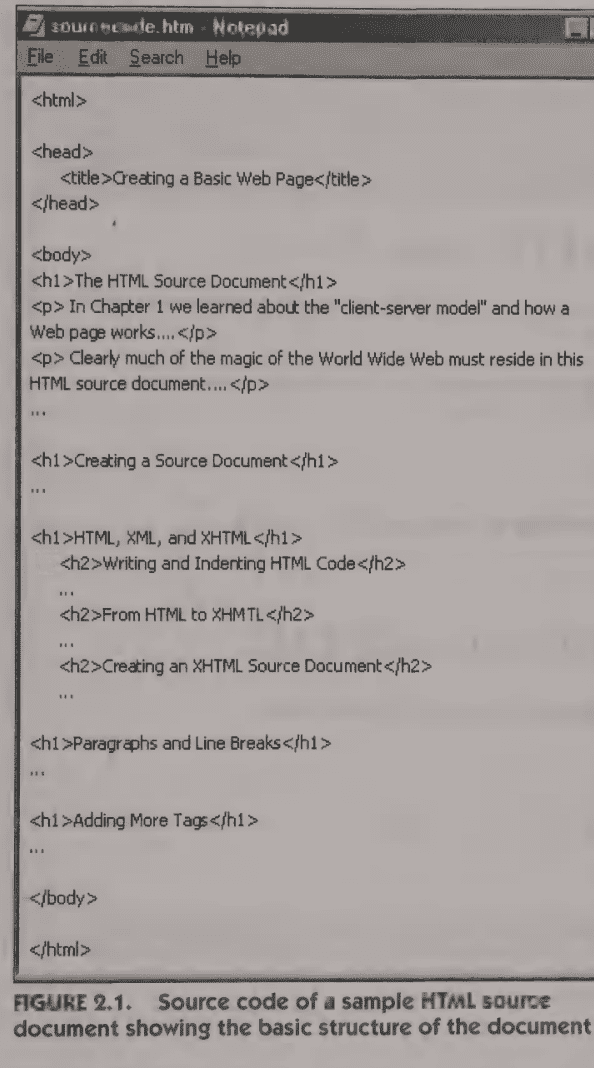 sourcecode.htm - Notepad
File Edit Search Help
<html>
<head>
<title>Creating a Basic Web Page</title>
</head>
<body>
<h1>The HTML Source Document</h1>
<p> In Chapter 1 we learned about the "client-server model" and how a
Web page works....</p>
<p> Clearly much of the magic of the World Wide Web must reside in this
HTML source document....</p>
...
<h1>Creating a Source Document</h1>
...
<h1>HTML, XML, and XHTML</h1>
<h2>Writing and Indenting HTML Code</h2>
...
<h2>From HTML to XHMTL</h2>
...
<h2>Creating an XHTML Source Document</h2>
...
<h1>Paragraphs and Line Breaks</h1>
...
<h1>Adding More Tags</h1>
...
</body>
</html>
FIGURE 2.1. Source code of a sample HTML source
document showing the basic structure of the document